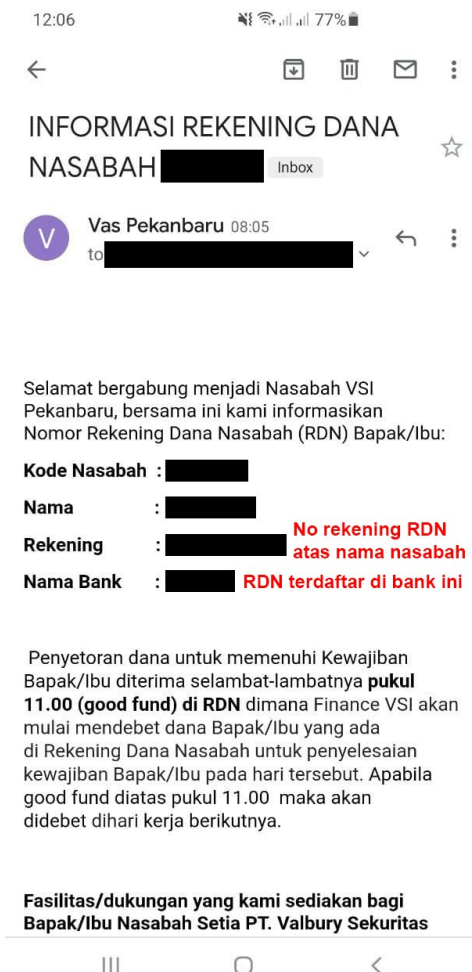 12:06
77%
INFORMASI REKENING DANA
NASABAH
Inbox
V
Vas Pekanbaru 08:05
to
Selamat bergabung menjadi Nasabah VSI
Pekanbaru, bersama ini kami informasikan
Nomor Rekening Dana Nasabah (RDN) Bapak/Ibu:
Kode Nasabah :
Nama :
Rekening : No rekening RDN
atas nama nasabah
Nama Bank : RDN terdaftar di bank ini
Penyetoran dana untuk memenuhi Kewajiban
Bapak/Ibu diterima selambat-lambatnya pukul
11.00 (good fund) di RDN dimana Finance VSI akan
mulai mendebet dana Bapak/Ibu yang ada
di Rekening Dana Nasabah untuk penyelesaian
kewajiban Bapak/Ibu pada hari tersebut. Apabila
good fund diatas pukul 11.00 maka akan
didebet dihari kerja berikutnya.
Fasilitas/dukungan yang kami sediakan bagi
Bapak/Ibu Nasabah Setia PT. Valbury Sekuritas